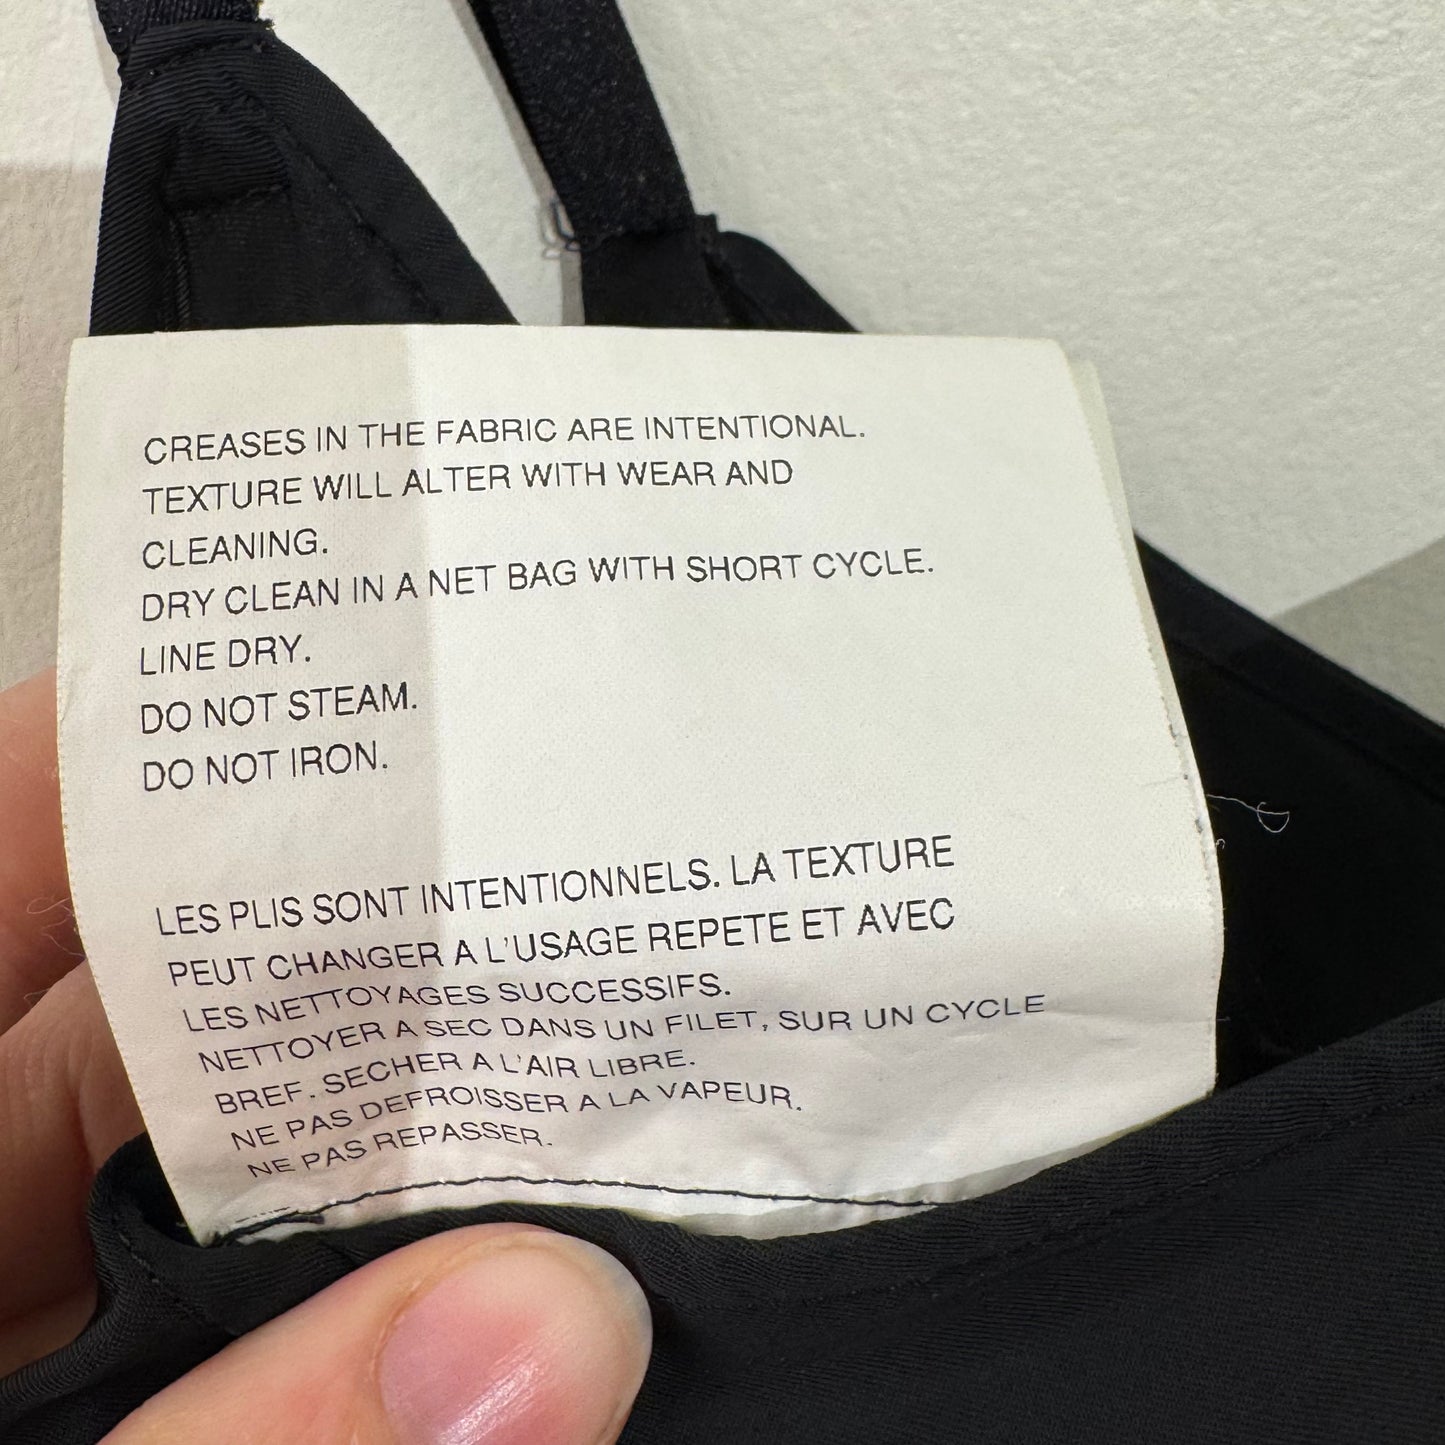 CREASES IN THE FABRIC ARE INTENTIONAL.
TEXTURE WILL ALTER WITH WEAR AND
CLEANING.
DRY CLEAN IN A NET BAG WITH SHORT CYCLE.
LINE DRY.
DO NOT STEAM.
DO NOT IRON.
LES PLIS SONT INTENTIONNELS. LA TEXTURE
PEUT CHANGER A L'USAGE REPETE ET AVEC
LES NETTOYAGES SUCCESSIFS.
NETTOYER A SEC DANS UN FILET, SUR UN CYCLE
BREF. SECHER A L'AIR LIBRE.
NE PAS DEFROISSER A LA VAPEUR.
NE PAS REPASSER.